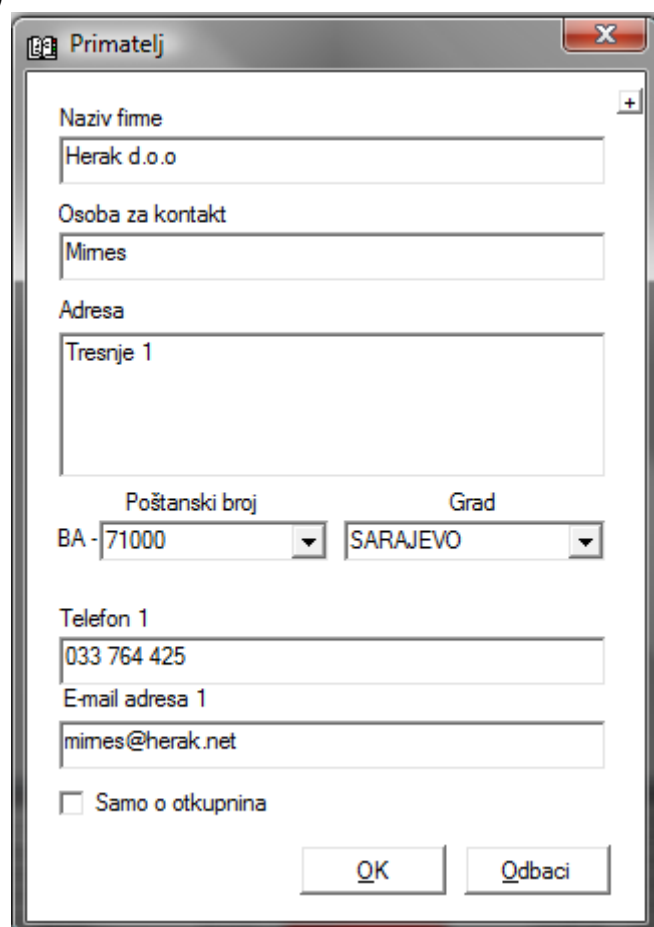 Primatelj
+
Naziv firme
Herak d.o.o
Osoba za kontakt
Mimes
Adresa
Tresnje 1
Poštanski broj Grad
BA - 71000 SARAJEVO
Telefon 1
033 764 425
E-mail adresa 1
mimes@herak.net
Samo o otkupnina
OK Odbaci